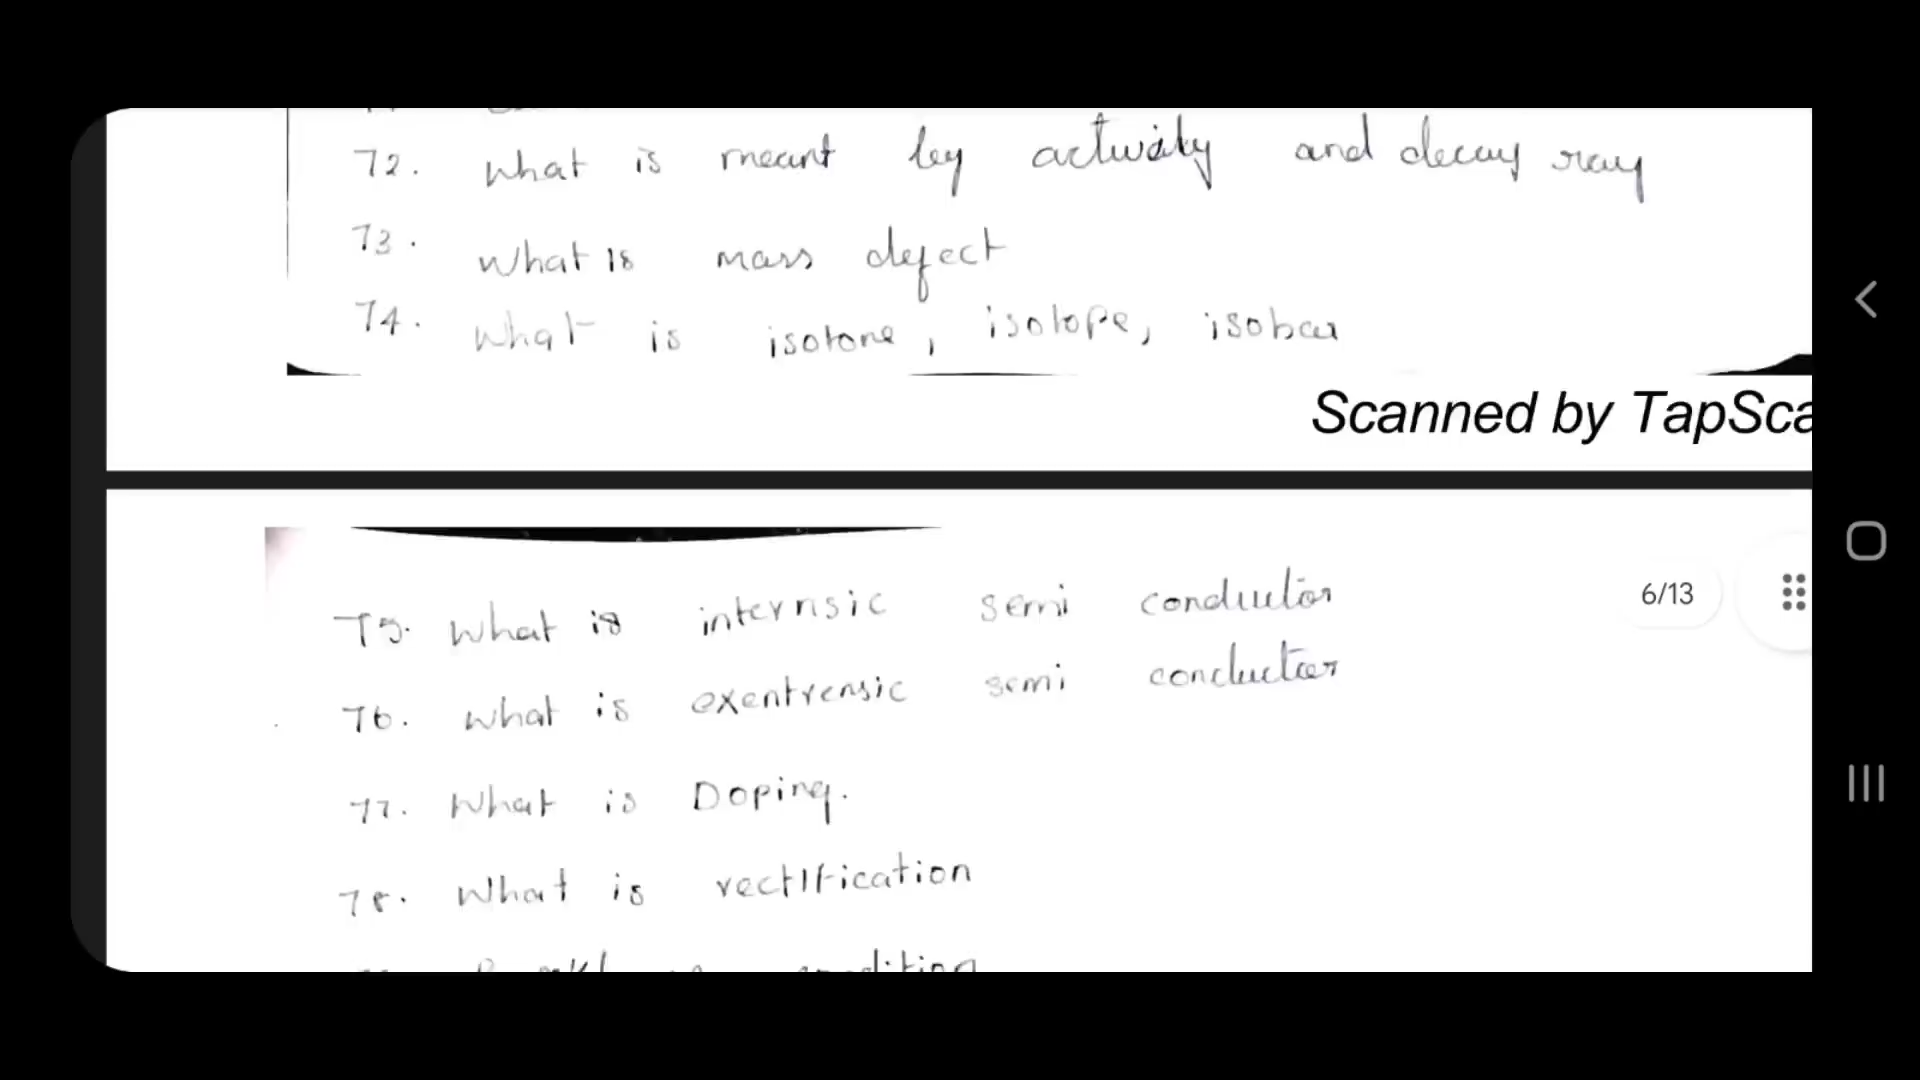 72. What is meant by activity and decay ray
73. What is mass defect
74. What is isotone, isotope, isobar
Scanned by TapSca
6/13
75. What is internsic semi conductor
76. What is exentrensic semi conductor
77. What is Doping.
78. What is rectification
condition